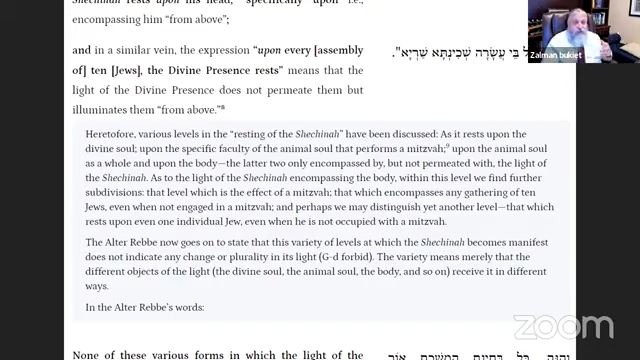 Shechinah rests upon his head, specifically "upon" i.e.,
encompassing him "from above";
and in a similar vein, the expression "upon every [assembly
of] ten [Jews], the Divine Presence rests" means that the
light of the Divine Presence does not permeate them but
illuminates them "from above."⁸
בֵּי עֲשָׂרָה שְׁכִינְתָּא שַׁרְיָא".
Zalman bukiet
Heretofore, various levels in the "resting of the Shechinah" have been discussed: As it rests upon the
divine soul; upon the specific faculty of the animal soul that performs a mitzvah;⁹ upon the animal soul
as a whole and upon the body—the latter two only encompassed by, but not permeated with, the light of
the Shechinah. As to the light of the Shechinah encompassing the body, within this level we find further
subdivisions: that level which is the effect of a mitzvah; that which encompasses any gathering of ten
Jews, even when not engaged in a mitzvah; and perhaps we may distinguish yet another level—that which
rests upon even one individual Jew, even when he is not occupied with a mitzvah.
The Alter Rebbe now goes on to state that this variety of levels at which the Shechinah becomes manifest
does not indicate any change or plurality in its light (G-d forbid). The variety means merely that the
different objects of the light (the divine soul, the animal soul, the body, and so on) receive it in different
ways.
In the Alter Rebbe's words:
zoom
None of these various forms in which the light of the
וְהִנֵּה, כָּל בְּחִינַת הַמְשָׁכַת אוֹר